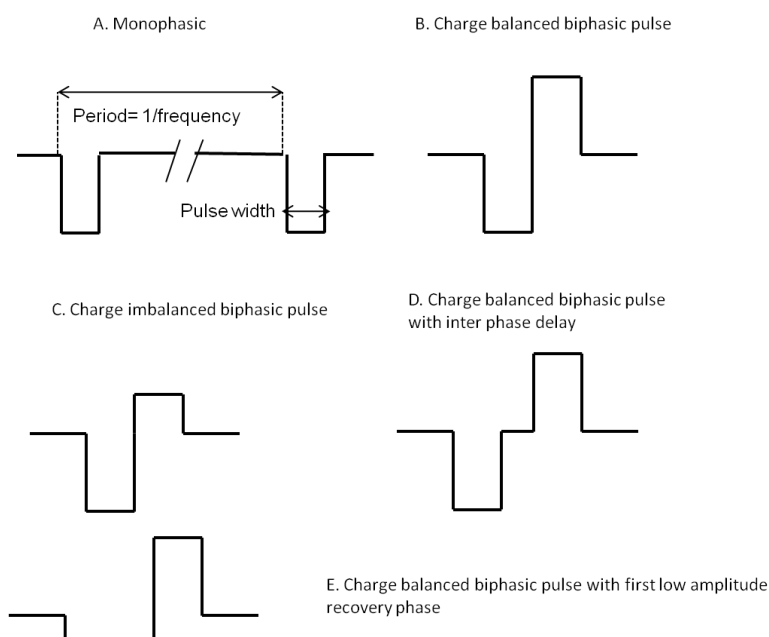 A. Monophasic
B. Charge balanced biphasic pulse
Period= 1/frequency
Pulse width
C. Charge imbalanced biphasic pulse
D. Charge balanced biphasic pulse
with inter phase delay
E. Charge balanced biphasic pulse with first low amplitude
recovery phase